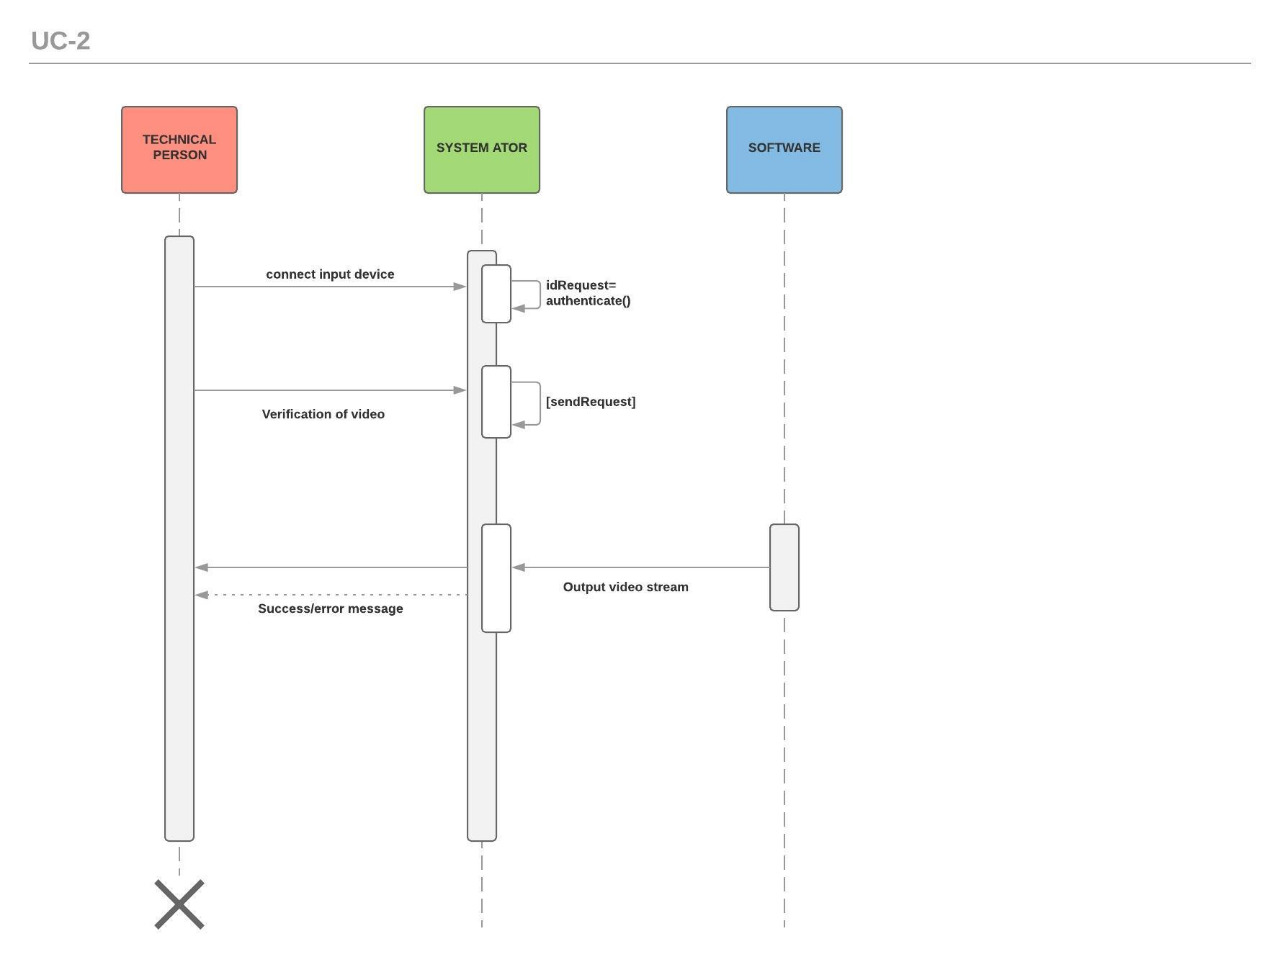 UC-2
TECHNICAL
PERSON
SYSTEM ATOR
SOFTWARE
connect input device
idRequest=
authenticate()
Verification of video
[sendRequest]
Output video stream
Success/error message